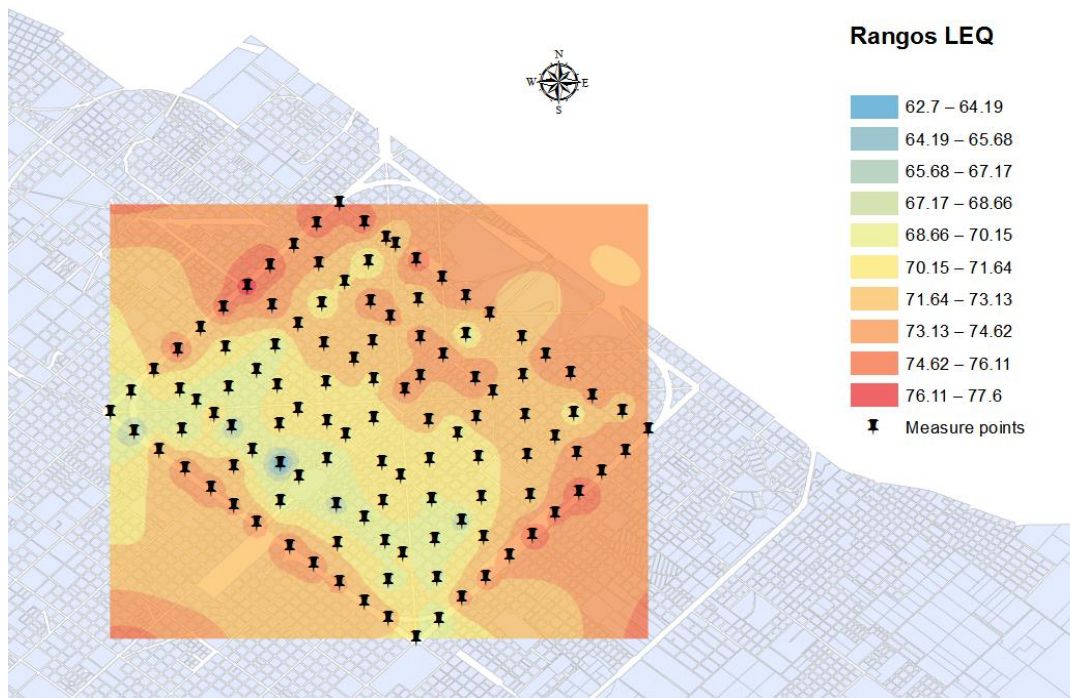 Rangos LEQ
N
W E
S
62.7 – 64.19
64.19 – 65.68
65.68 – 67.17
67.17 – 68.66
68.66 – 70.15
70.15 – 71.64
71.64 – 73.13
73.13 – 74.62
74.62 – 76.11
76.11 – 77.6
Measure points